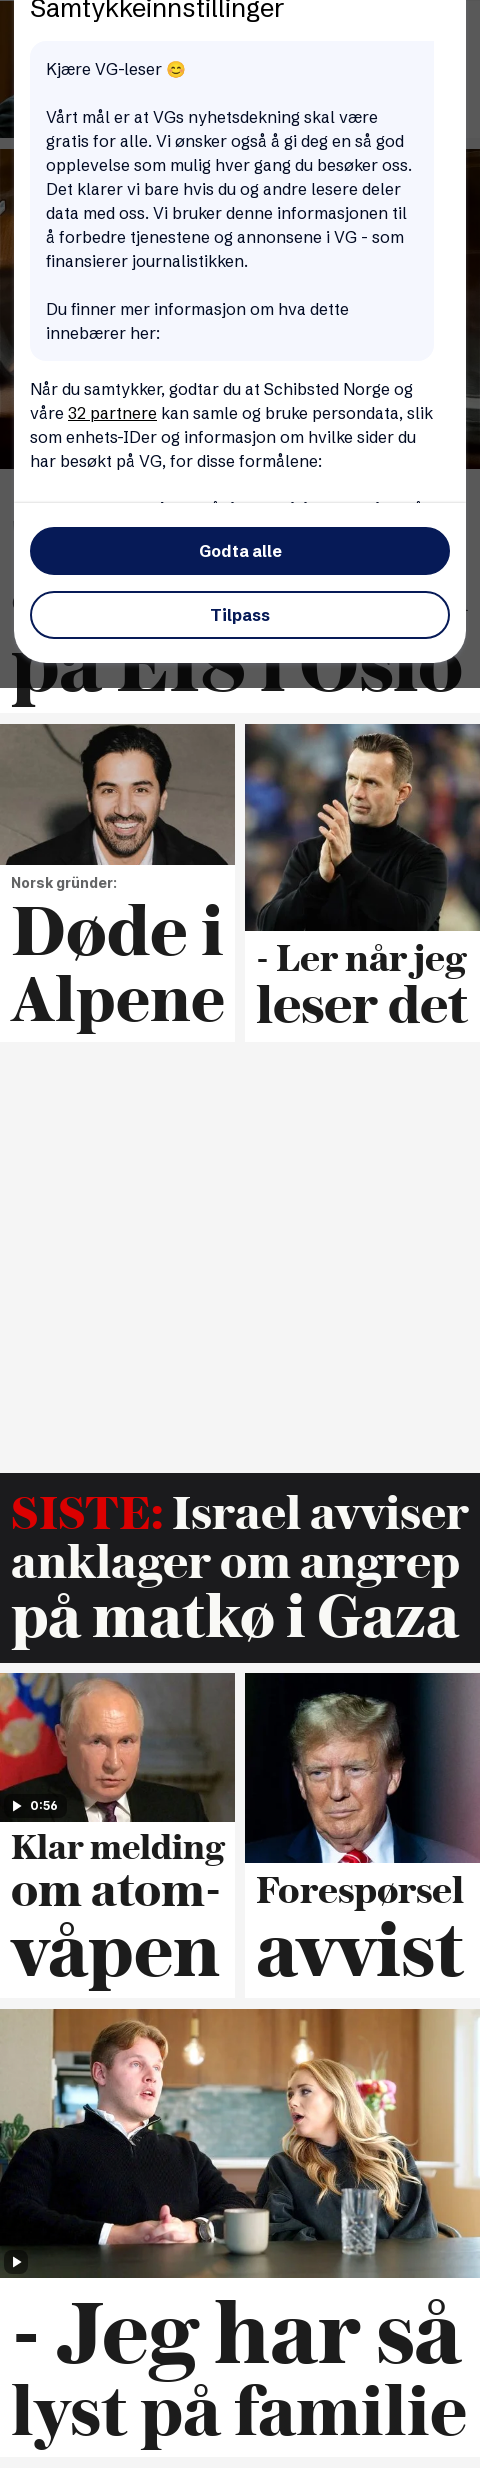 Samtykkeinnstillinger
Kjære VG-leser 😊
Vårt mål er at VGs nyhetsdekning skal være
gratis for alle. Vi ønsker også å gi deg en så god
opplevelse som mulig hver gang du besøker oss.
Det klarer vi bare hvis du og andre lesere deler
data med oss. Vi bruker denne informasjonen til
å forbedre tjenestene og annonsene i VG - som
finansierer journalistikken.
Du finner mer informasjon om hva dette
innebærer her:
Når du samtykker, godtar du at Schibsted Norge og
våre 32 partnere kan samle og bruke persondata, slik
som enhets-IDer og informasjon om hvilke sider du
har besøkt på VG, for disse formålene:
Godta alle
Tilpass
på E18 i Oslo
Norsk gründer:
Døde i
Alpene
- Ler når jeg
leser det
SISTE: Israel avviser
anklager om angrep
på matkø i Gaza
0:56
Klar melding
om atom-
våpen
Forespørsel
avvist
- Jeg har så
lyst på familie